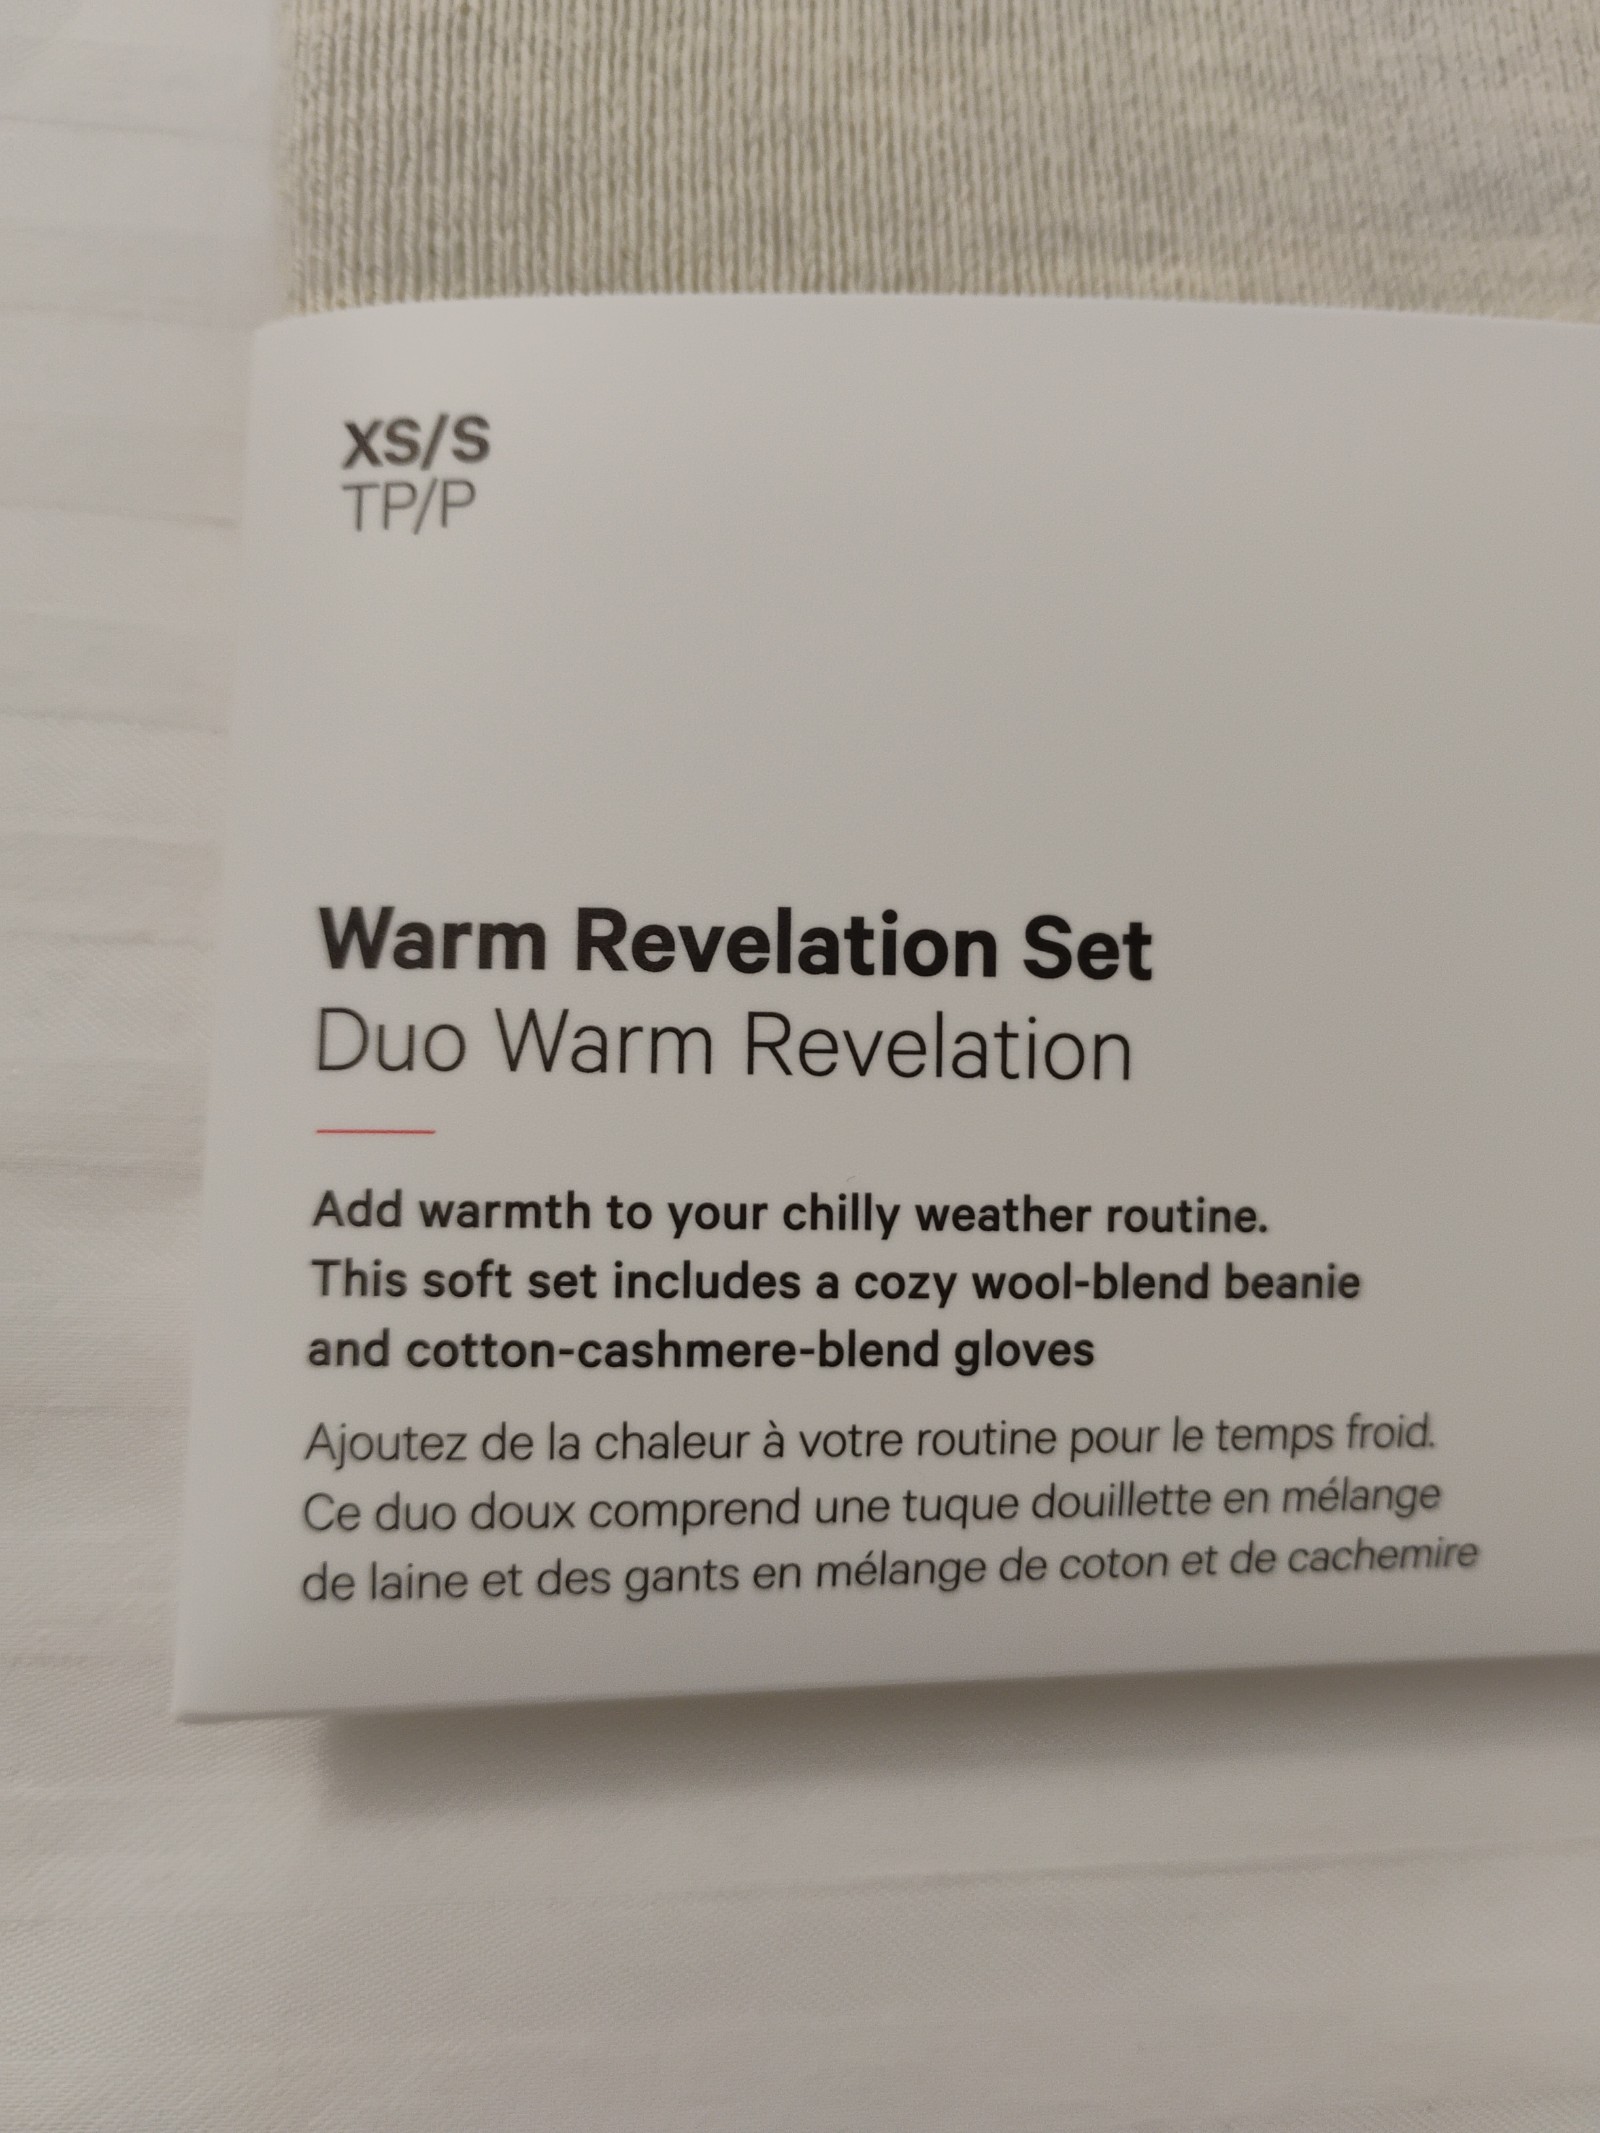 XS/S
TP/P
Warm Revelation Set
Duo Warm Revelation
Add warmth to your chilly weather routine.
This soft set includes a cozy wool-blend beanie
and cotton-cashmere-blend gloves
Ajoutez de la chaleur à votre routine pour le temps froid.
Ce duo doux comprend une tuque douillette en mélange
de laine et des gants en mélange de coton et de cachemire